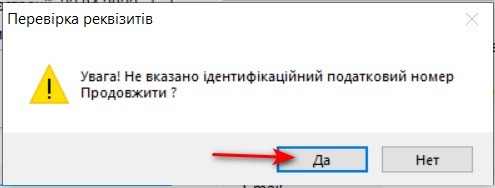 Перевірка реквізитів
Увага! Не вказано ідентифікаційний податковий номер
Продовжити ?
Да
Нет